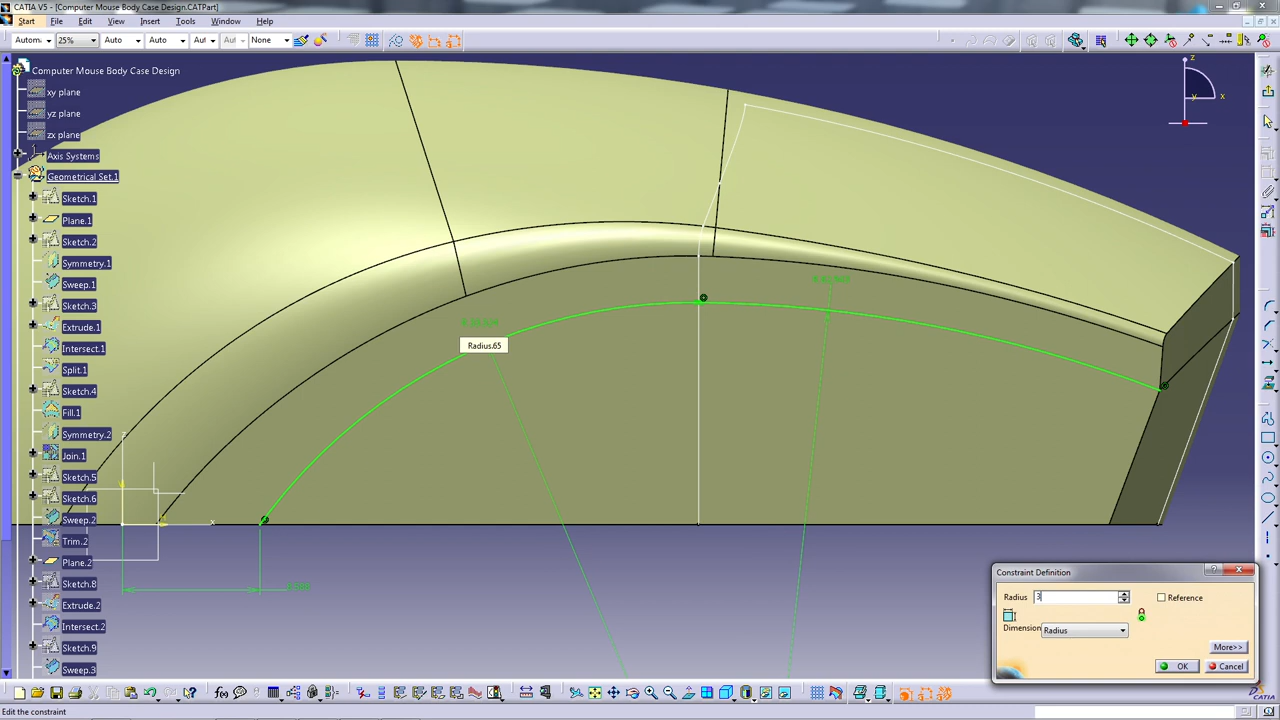 CATIA V5 - [Computer Mouse Body Case Design.CATPart]
Start File Edit View Insert Tools Window Help
Autom 25% Auto Auto Aut Aut None
Computer Mouse Body Case Design
xy plane
yz plane
zx plane
Axis Systems
Geometrical Set.1
Sketch.1
Plane.1
Sketch.2
Symmetry.1
Sweep.1
Sketch.3
Extrude.1
Intersect.1
Split.1
Sketch.4
Fill.1
Symmetry.2
Join.1
Sketch.5
Sketch.6
Sweep.2
Trim.2
Plane.2
Sketch.8
Extrude.2
Intersect.2
Sketch.9
Sweep.3
z
y x
Radius.65
z
x
Constraint Definition
Radius 3 Reference
Dimension Radius
More>>
OK Cancel
Edit the constraint
CATIA